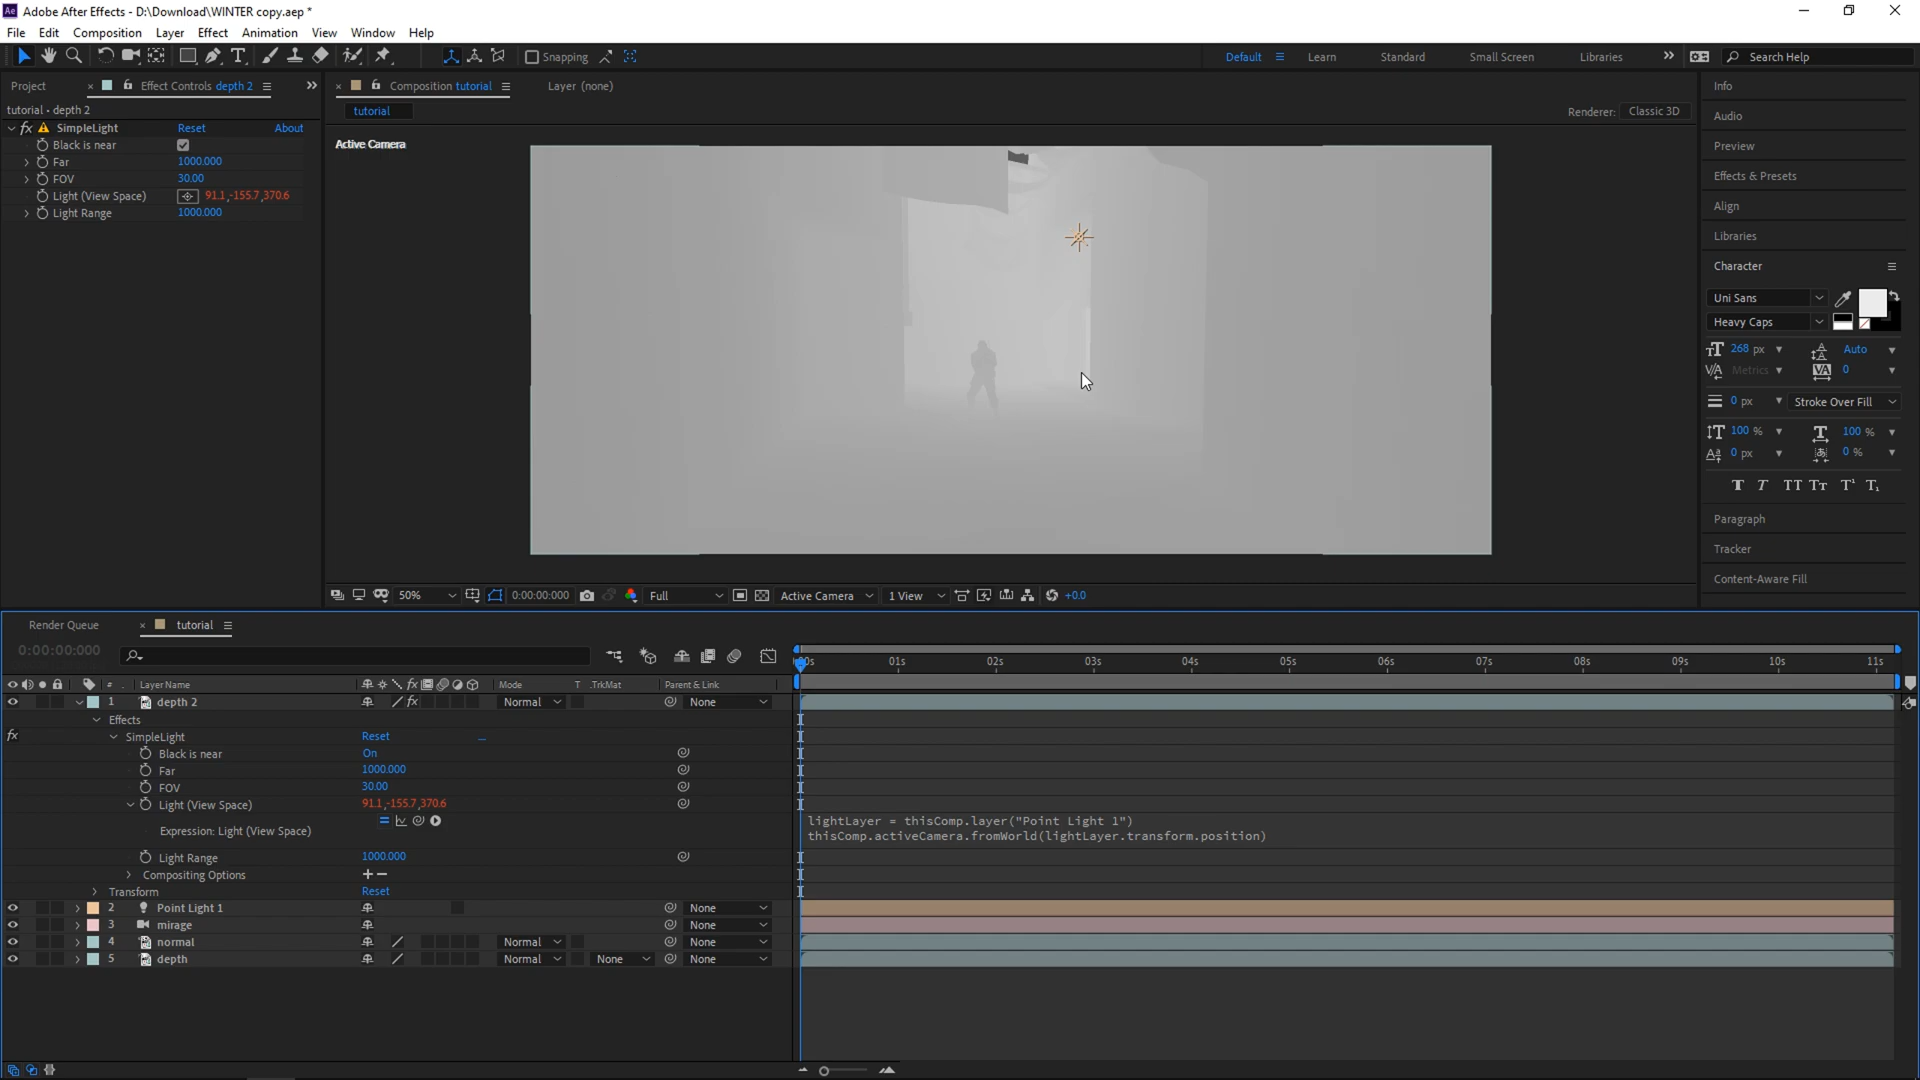 Adobe After Effects - D:\Download\WINTER copy.aep *
File Edit Composition Layer Effect Animation View Window Help
Snapping
Default Learn Standard Small Screen Libraries Search Help
Project Effect Controls depth 2
tutorial • depth 2
fx SimpleLight Reset About
Black is near
Far 1000.000
FOV 30.00
Light (View Space) 91.1,-155.7,370.6
Light Range 1000.000
Composition tutorial Layer (none)
tutorial
Renderer: Classic 3D
Active Camera
50% 0:00:00:000 Full Active Camera 1 View +0.0
Info
Audio
Preview
Effects & Presets
Align
Libraries
Character
Uni Sans
Heavy Caps
268 px Auto
Metrics 0
0 px Stroke Over Fill
100 % 100 %
0 px 0 %
Paragraph
Tracker
Content-Aware Fill
Render Queue tutorial
0:00:00:000
00s 01s 02s 03s 04s 05s 06s 07s 08s 09s 10s 11s
# Layer Name Mode T .TrkMat Parent & Link
1 depth 2 Normal None
Effects
fx SimpleLight Reset
Black is near On
Far 1000.000
FOV 30.00
Light (View Space) 91.1,-155.7,370.6
Expression: Light (View Space)
lightLayer = thisComp.layer("Point Light 1")
thisComp.activeCamera.fromWorld(lightLayer.transform.position)
Light Range 1000.000
Compositing Options
Transform Reset
2 Point Light 1 None
3 mirage None
4 normal Normal None
5 depth Normal None None